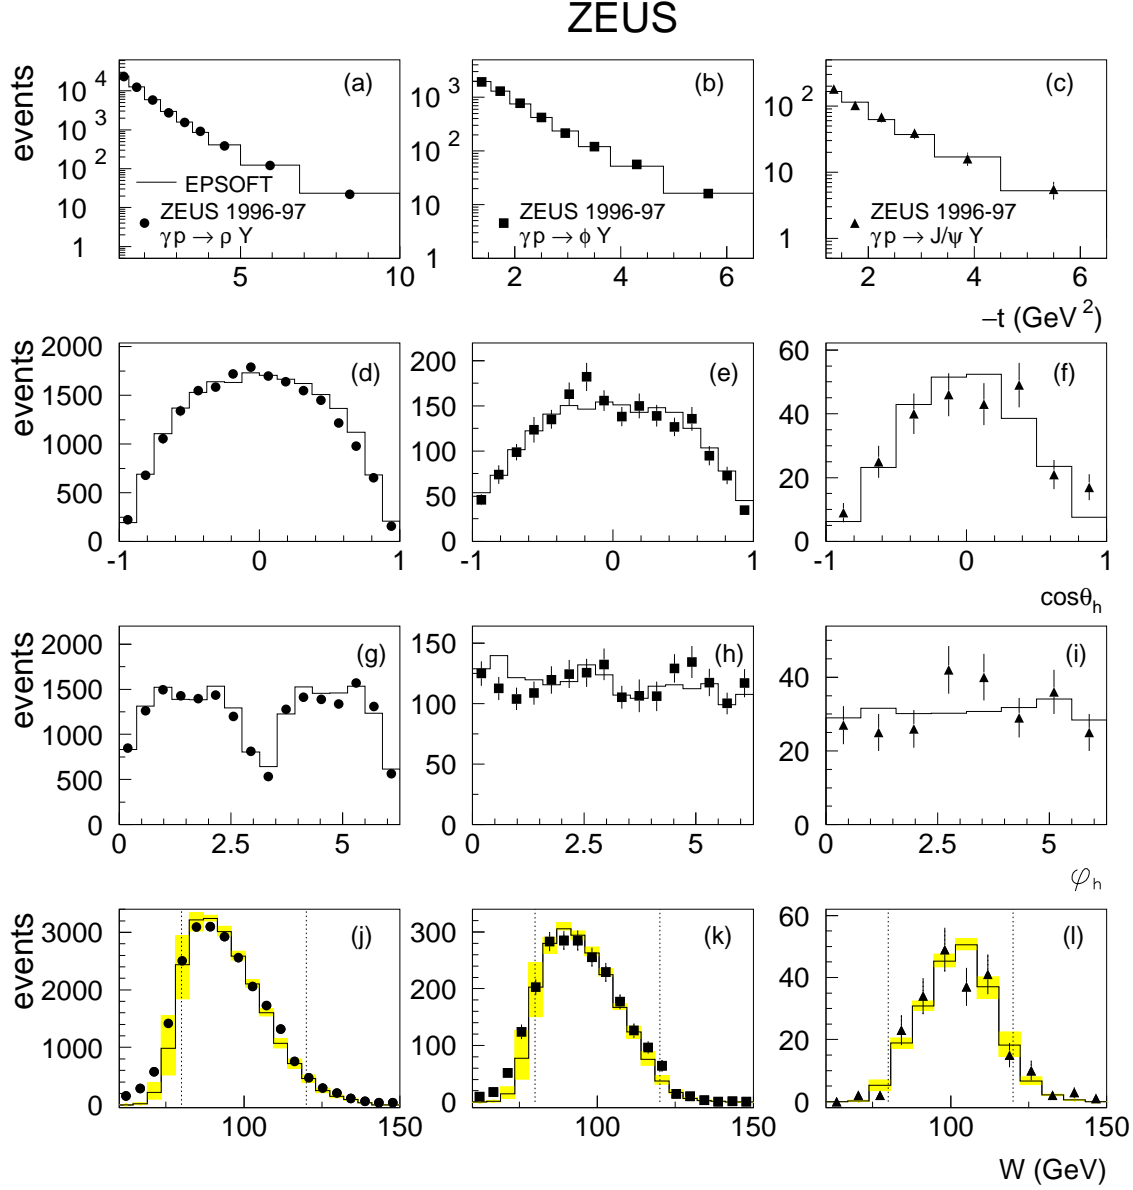 ZEUS
events
10^4
10^3
10^2
10
1
(a)
EPSOFT
ZEUS 1996-97
γp → ρ Y
5 10
10^3
10^2
10
1
(b)
ZEUS 1996-97
γp → φ Y
2 4 6
10^2
10
1
(c)
ZEUS 1996-97
γp → J/ψ Y
2 4 6
−t (GeV^2)
events
2000
1500
1000
500
0
(d)
-1 0 1
200
150
100
50
0
(e)
-1 0 1
60
40
20
0
(f)
-1 0 1
cosθ_h
events
2000
1500
1000
500
0
(g)
0 2.5 5
150
100
50
0
(h)
0 2.5 5
60
40
20
0
(i)
0 2.5 5
φ_h
events
3000
2000
1000
0
(j)
100 150
300
200
100
0
(k)
100 150
60
40
20
0
(l)
100 150
W (GeV)